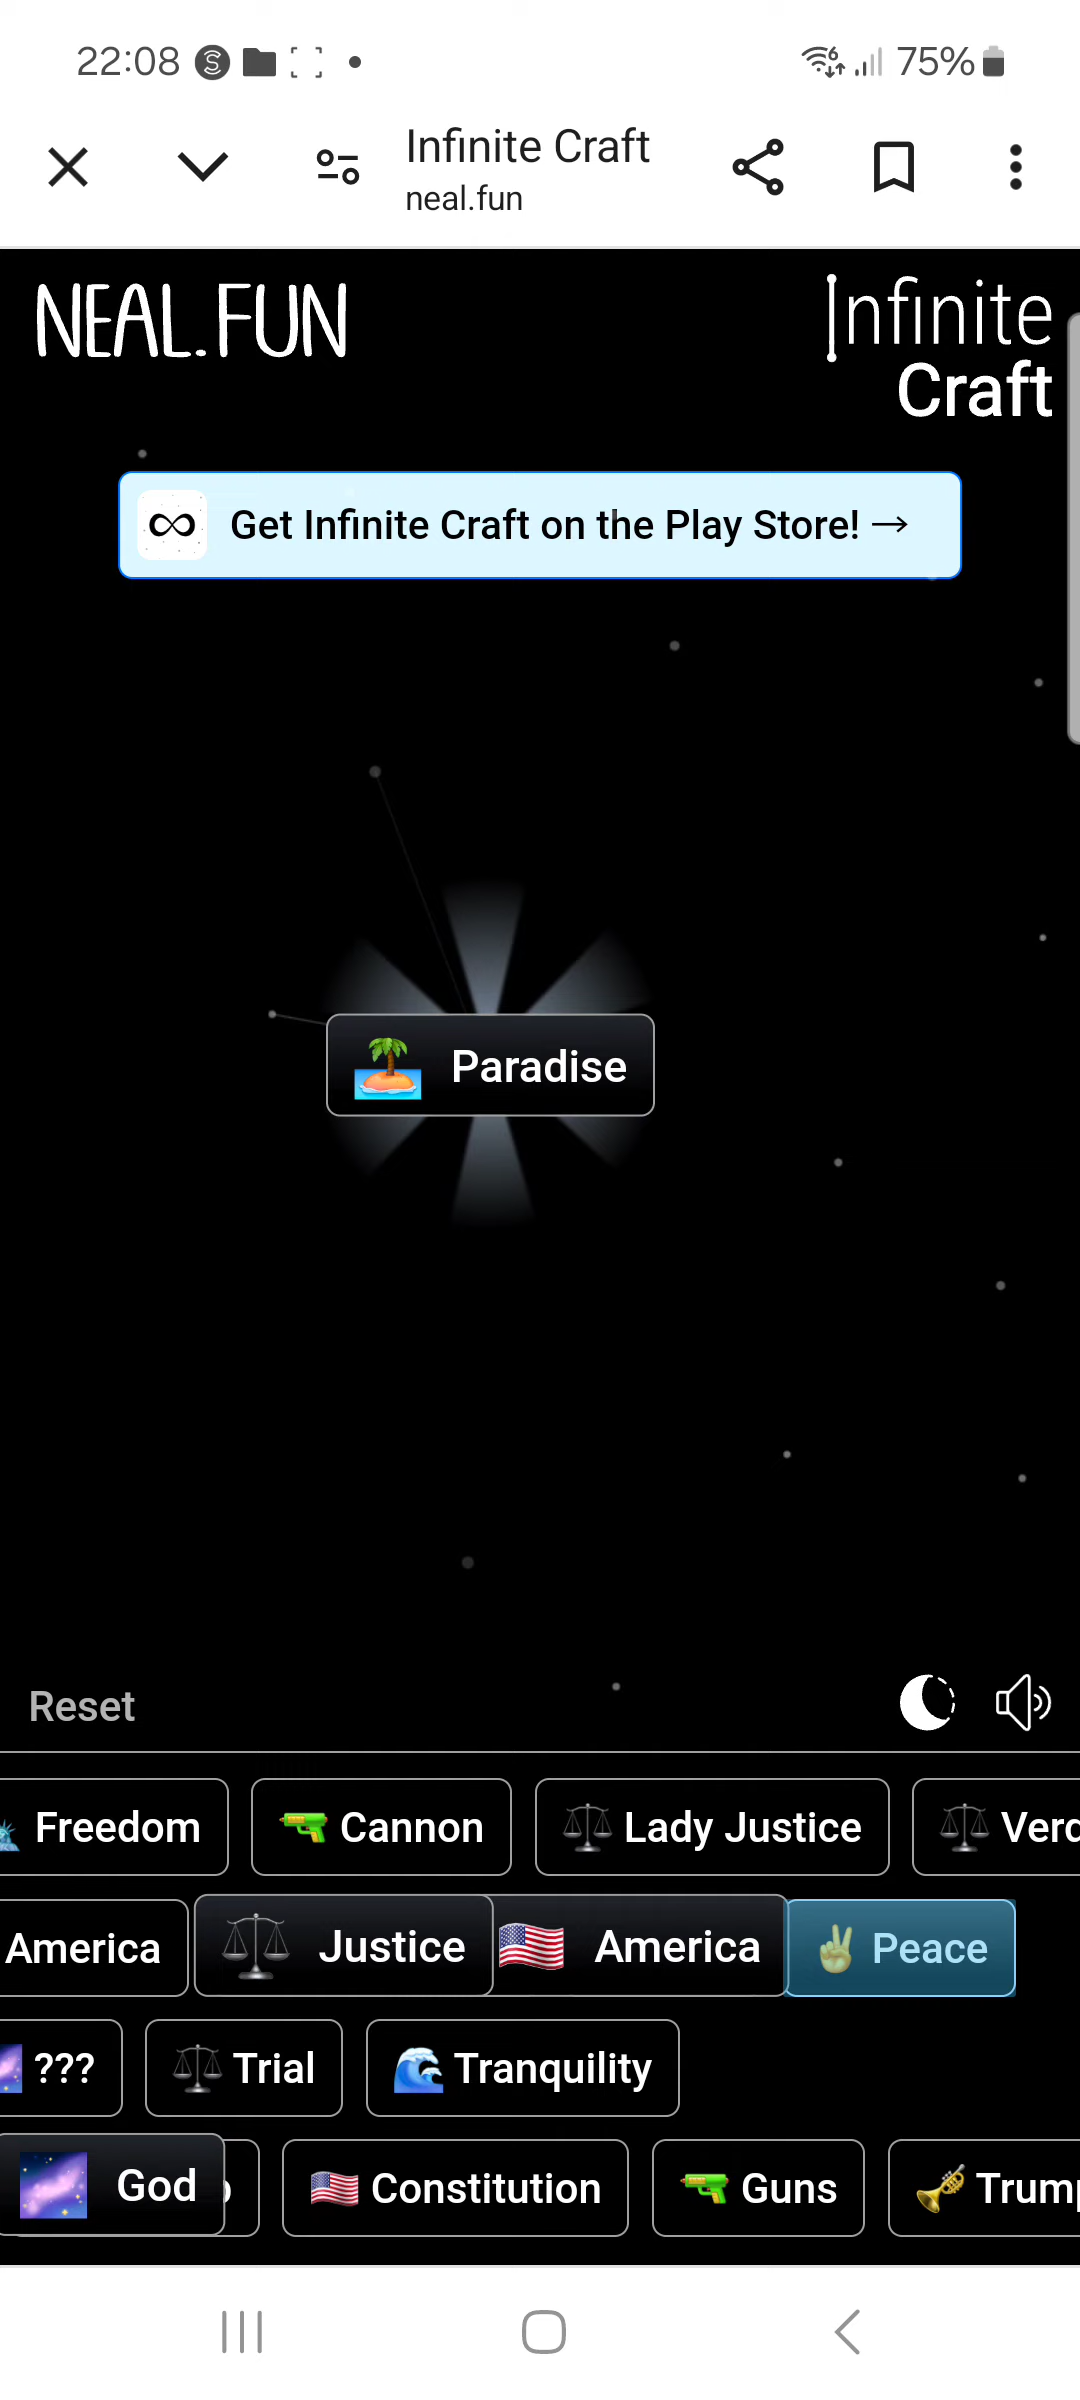 22:08 75%
Infinite Craft
neal.fun
NEAL.FUN
Infinite
Craft
Get Infinite Craft on the Play Store! →
Paradise
Reset
Freedom Cannon Lady Justice
America Justice America Peace
??? Trial Tranquility
God Constitution Guns